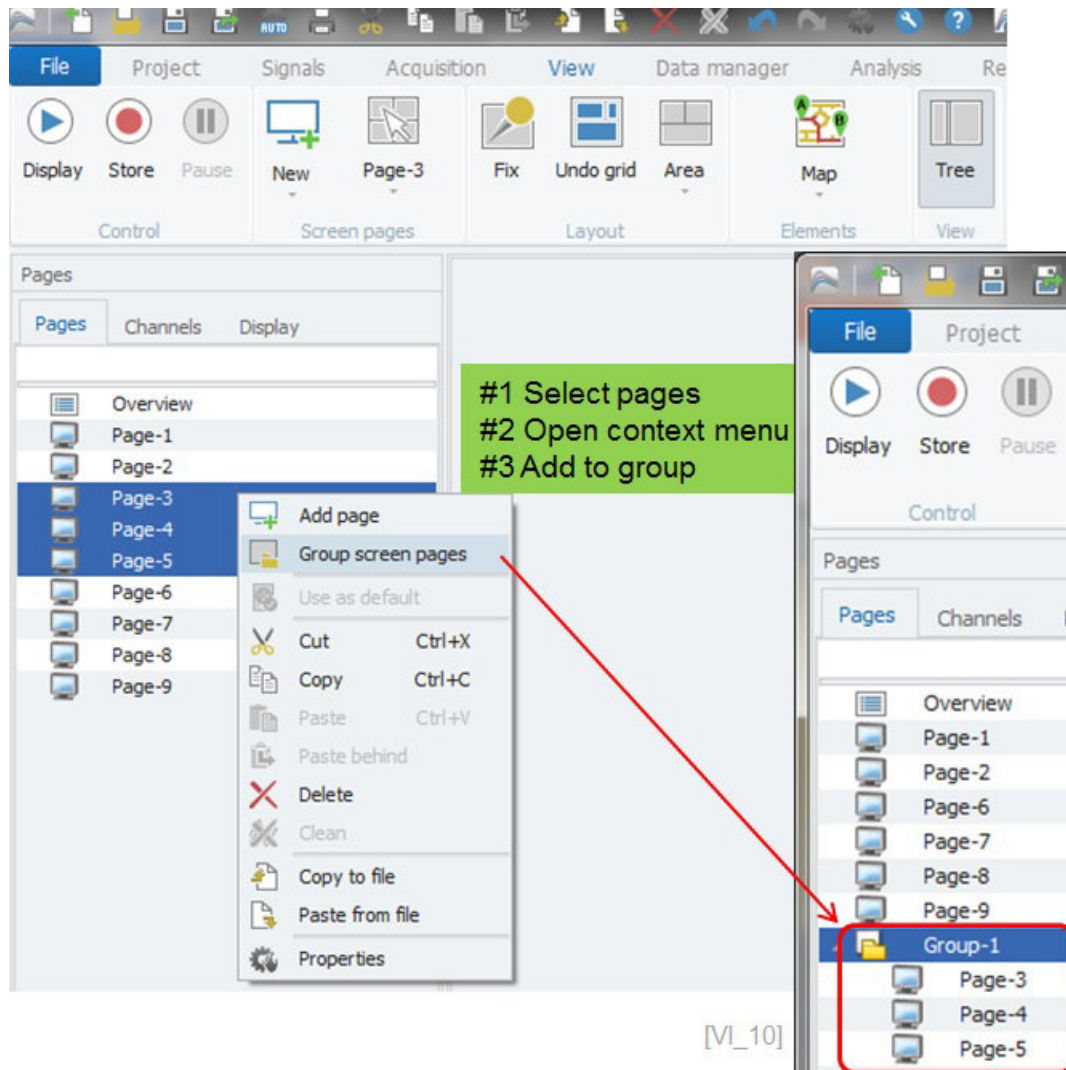 AUTO
File Project Signals Acquisition View Data manager Analysis Re
Display Store Pause New Page-3 Fix Undo grid Area Map Tree
Control Screen pages Layout Elements View
Pages
Pages Channels Display
Overview
Page-1
Page-2
Page-3
Page-4
Page-5
Page-6
Page-7
Page-8
Page-9
Add page
Group screen pages
Use as default
Cut Ctrl+X
Copy Ctrl+C
Paste Ctrl+V
Paste behind
Delete
Clean
Copy to file
Paste from file
Properties
#1 Select pages
#2 Open context menu
#3 Add to group
File Project
Display Store Pause
Control
Pages
Pages Channels
Overview
Page-1
Page-2
Page-6
Page-7
Page-8
Page-9
Group-1
Page-3
Page-4
Page-5
[VI_10]